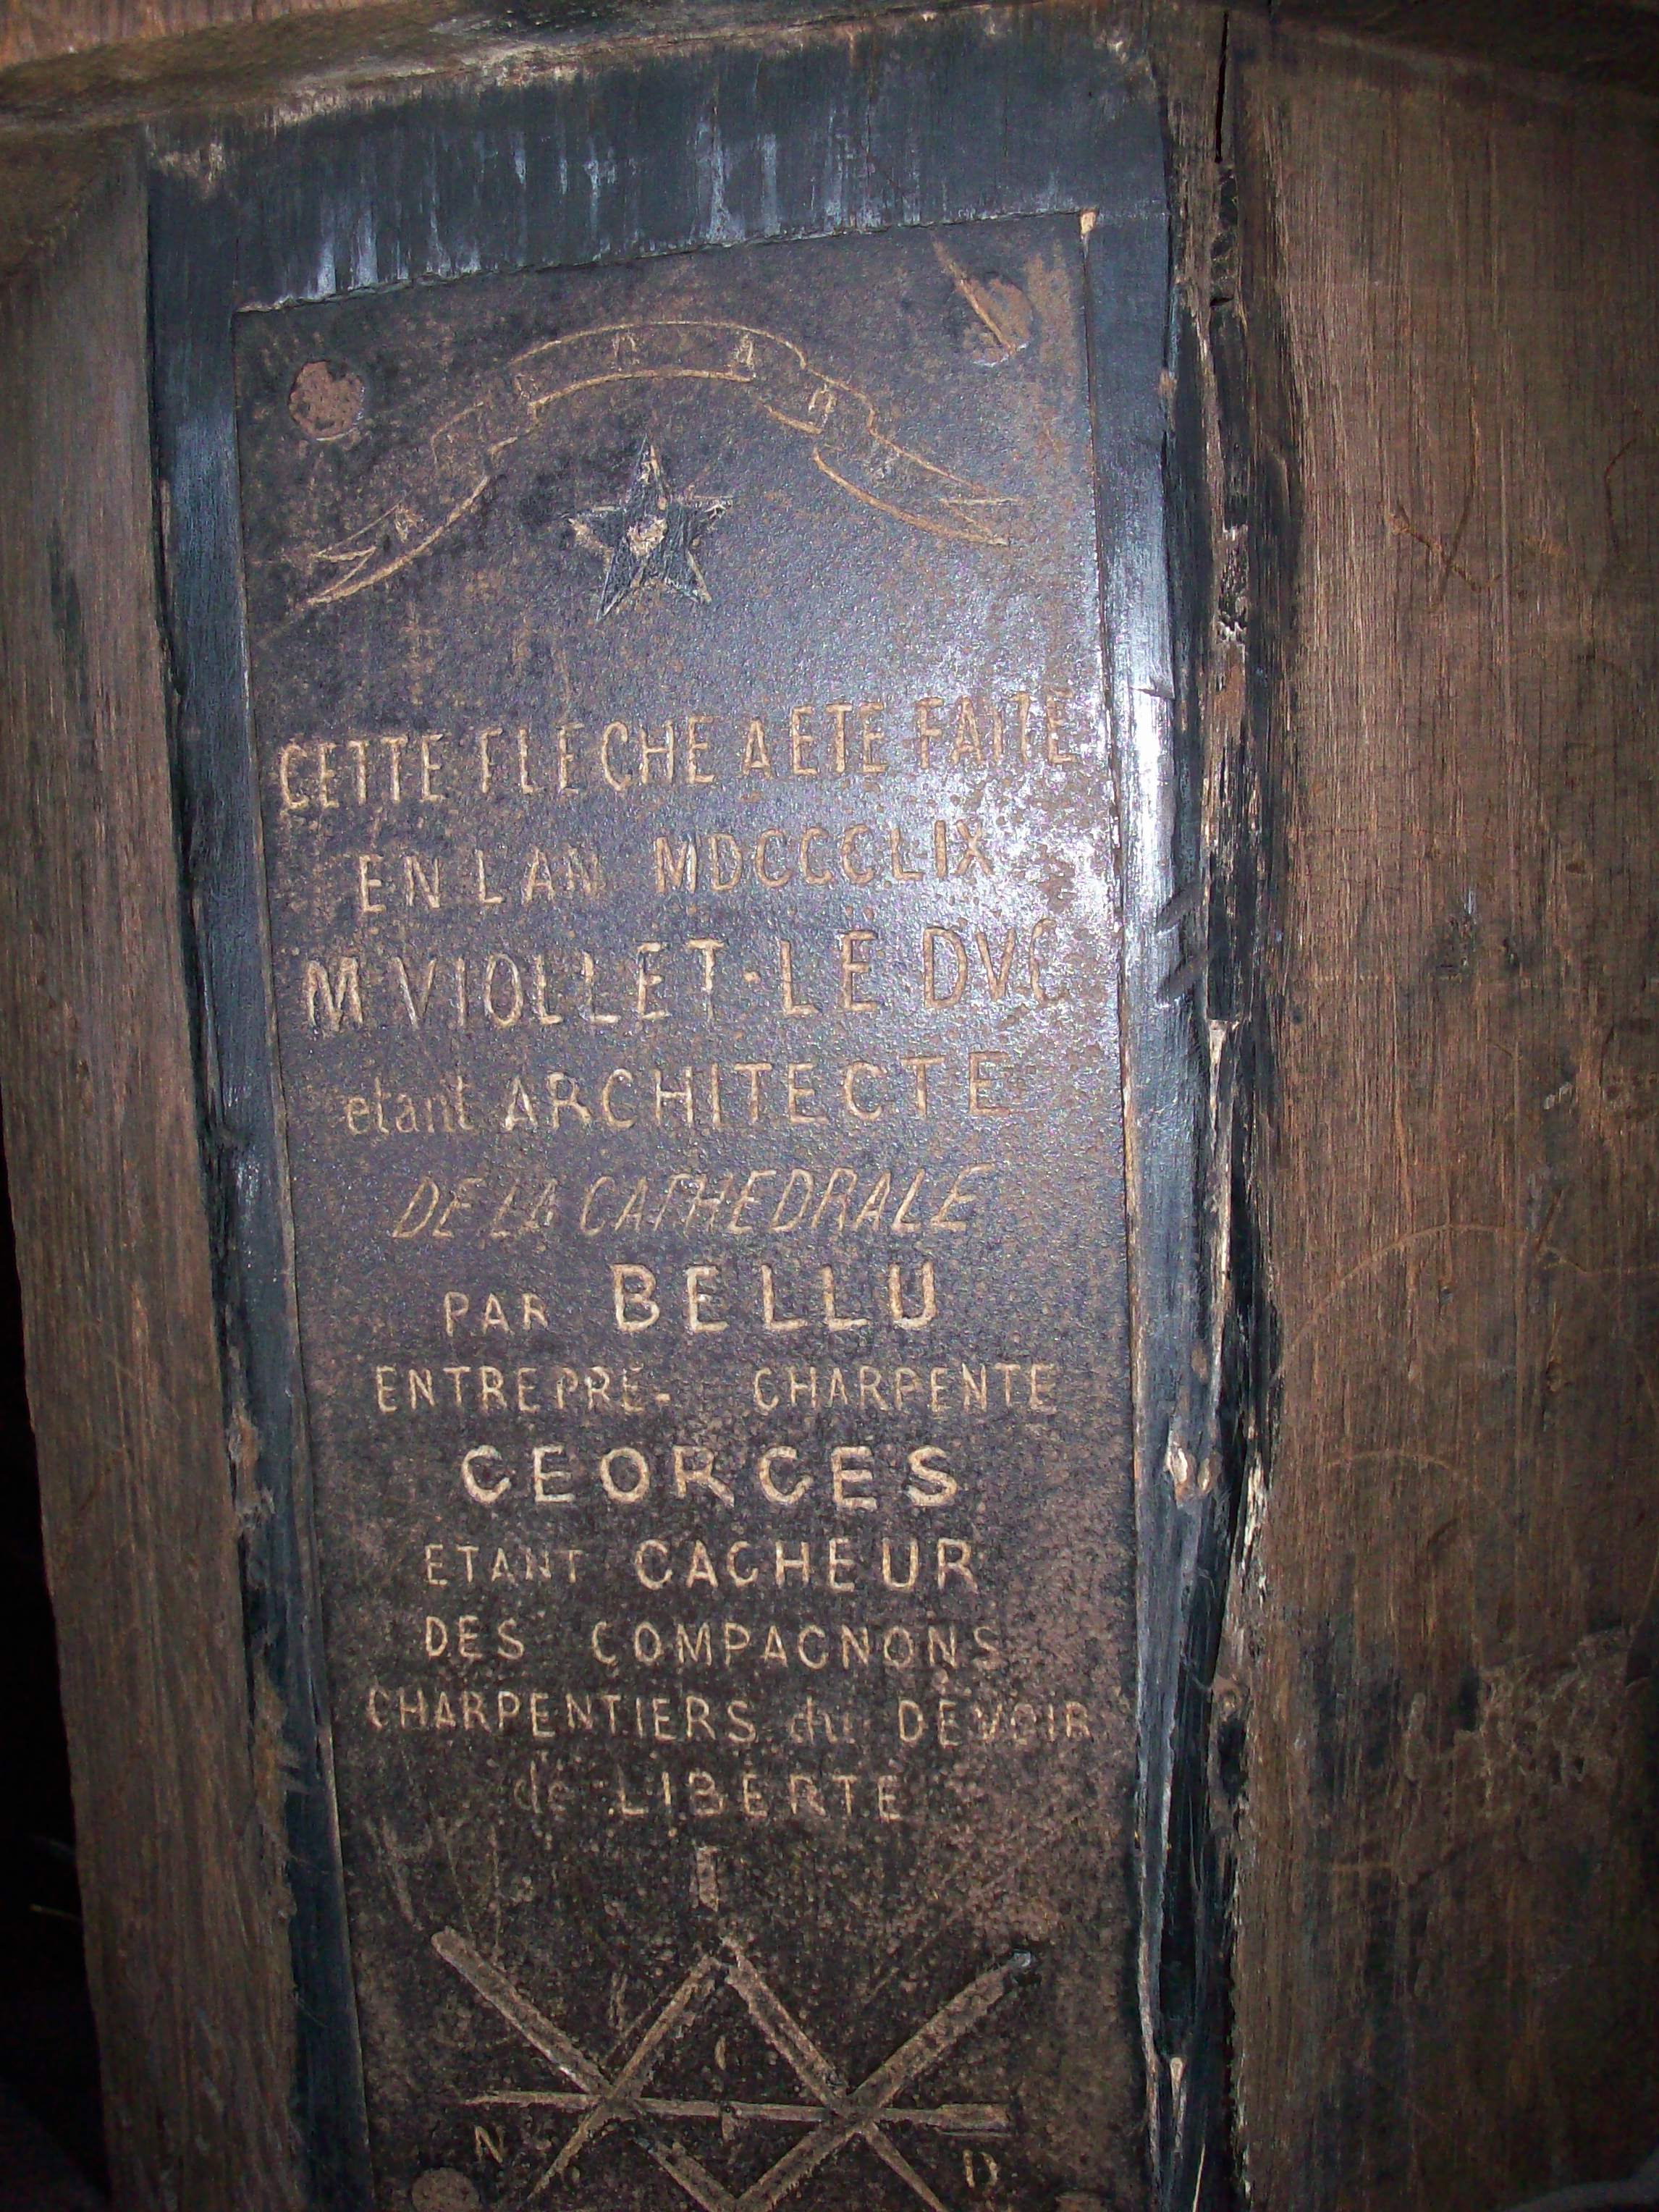 CETTE FLECHE A ETE FAITE
EN LAN MDCCCLIX
M VIOLLET·LE DVC
etant ARCHITECTE
DE LA CATHEDRALE
PAR BELLU
ENTREPRE- CHARPENTE
GEORGES
ETANT GACHEUR
DES COMPAGNONS
CHARPENTIERS du DEVOIR
de LIBERTE
N D